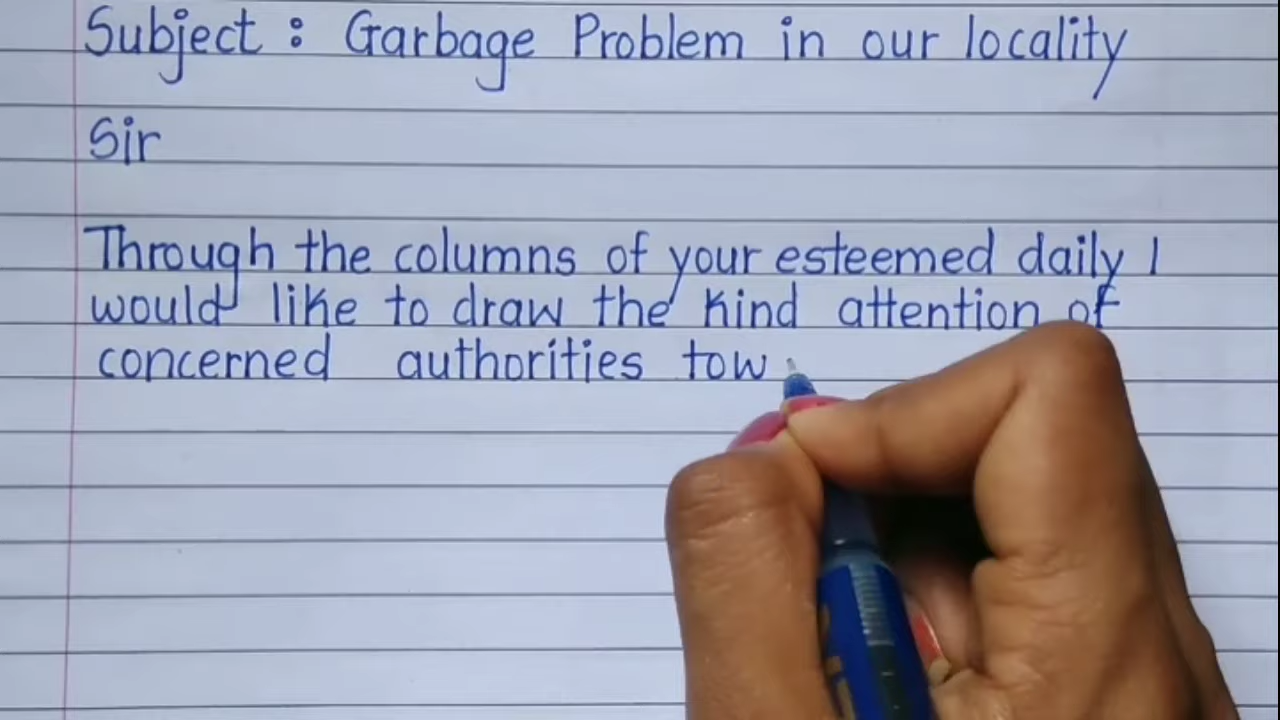 Subject : Garbage Problem in our locality
Sir
Through the columns of your esteemed daily I
would like to draw the kind attention of
concerned authorities tow